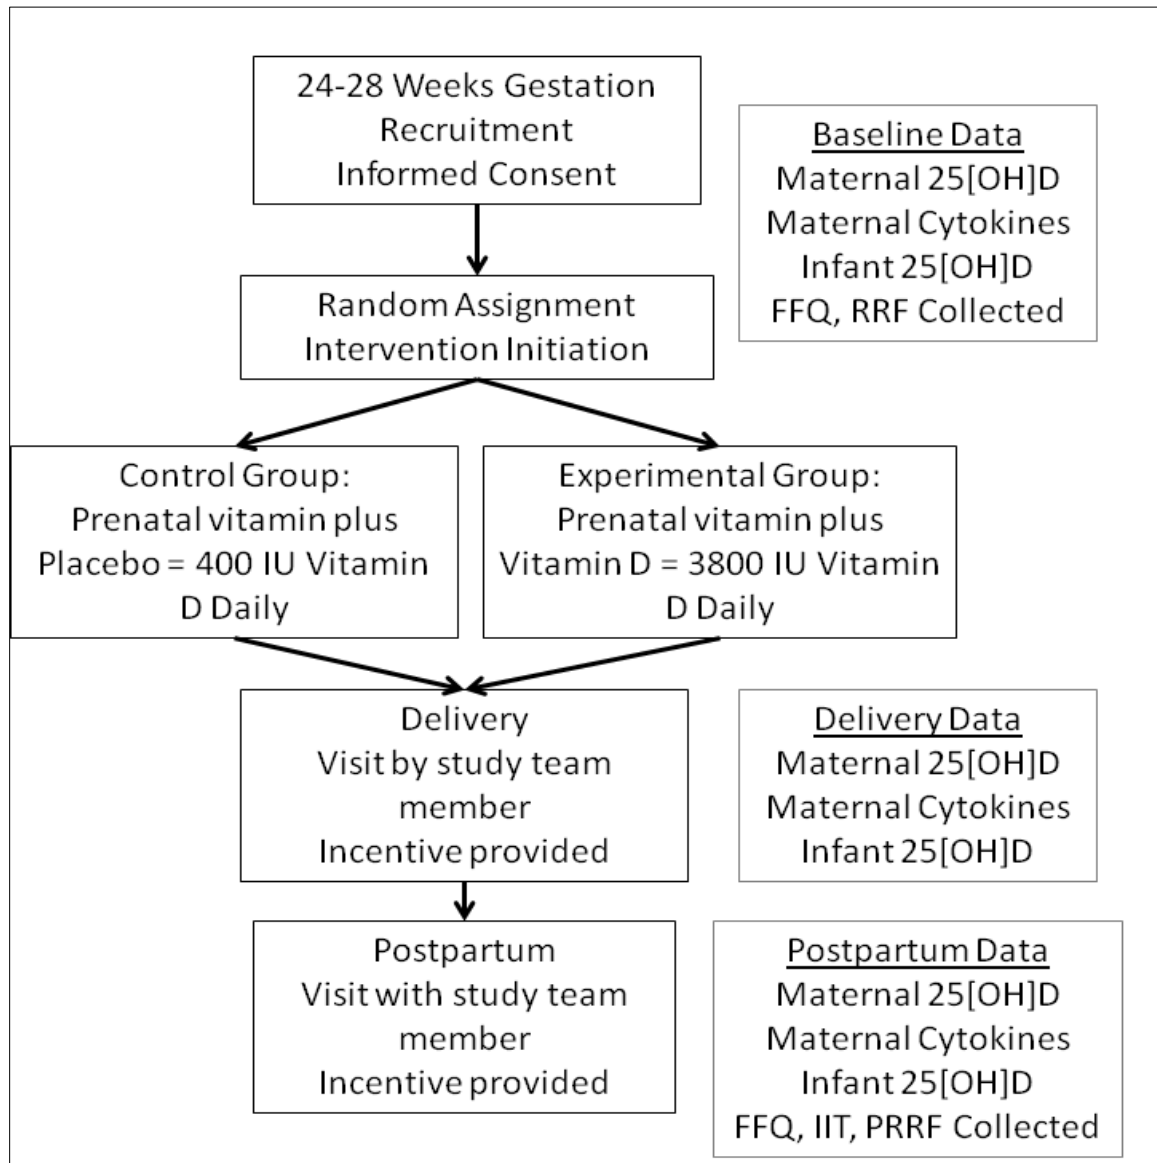 24-28 Weeks Gestation
Recruitment
Informed Consent
Baseline Data
Maternal 25[OH]D
Maternal Cytokines
Infant 25[OH]D
FFQ, RRF Collected
Random Assignment
Intervention Initiation
Control Group:
Prenatal vitamin plus
Placebo = 400 IU Vitamin
D Daily
Experimental Group:
Prenatal vitamin plus
Vitamin D = 3800 IU Vitamin
D Daily
Delivery
Visit by study team
member
Incentive provided
Delivery Data
Maternal 25[OH]D
Maternal Cytokines
Infant 25[OH]D
Postpartum
Visit with study team
member
Incentive provided
Postpartum Data
Maternal 25[OH]D
Maternal Cytokines
Infant 25[OH]D
FFQ, IIT, PRRF Collected